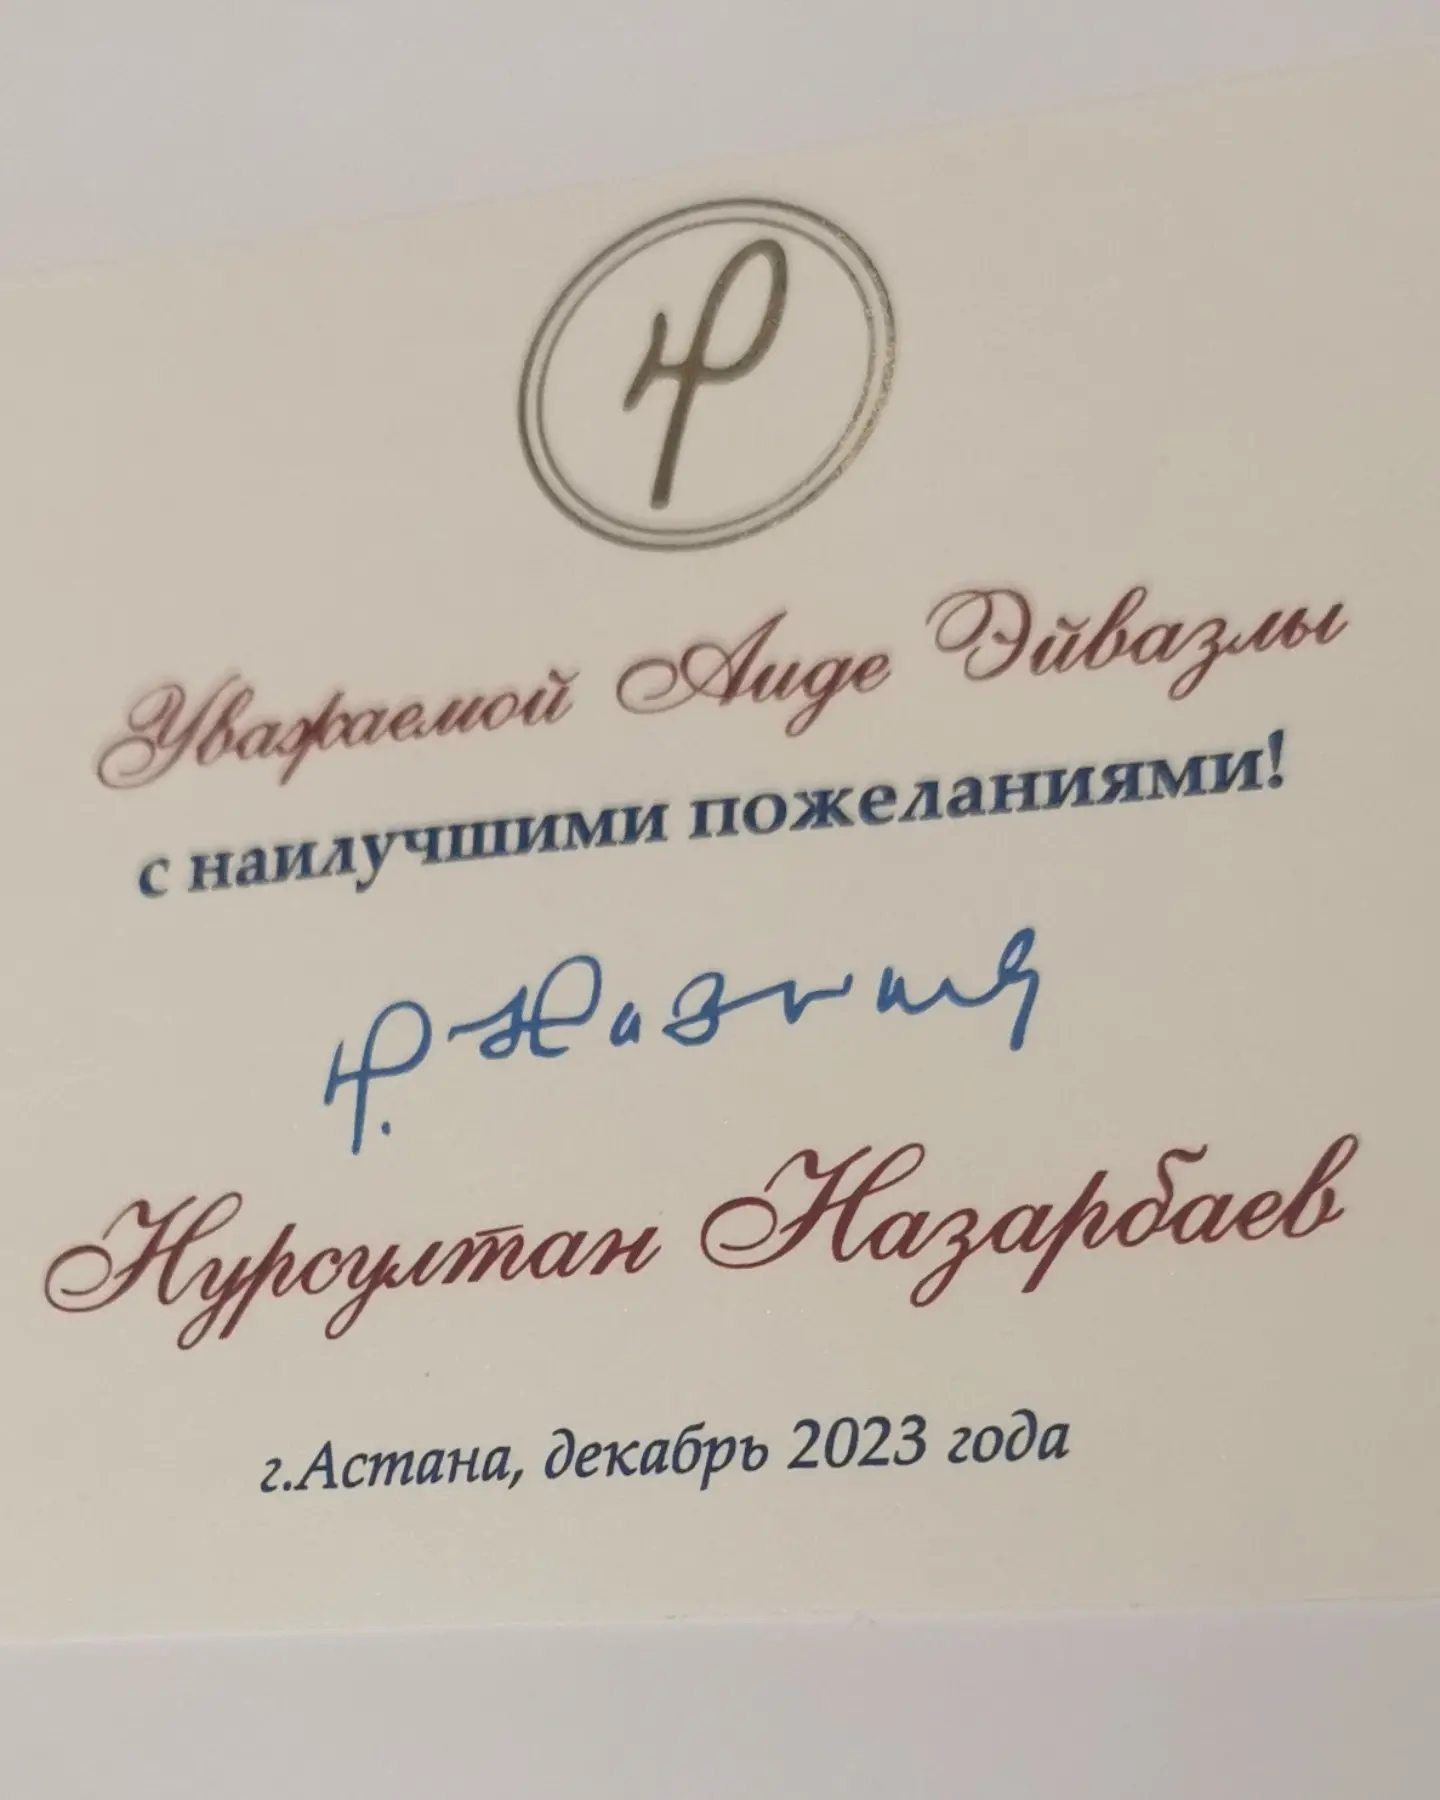 Уважаемой Аиде Эйвазлы
с наилучшими пожеланиями!
Нурсултан Назарбаев
г.Астана, декабрь 2023 года